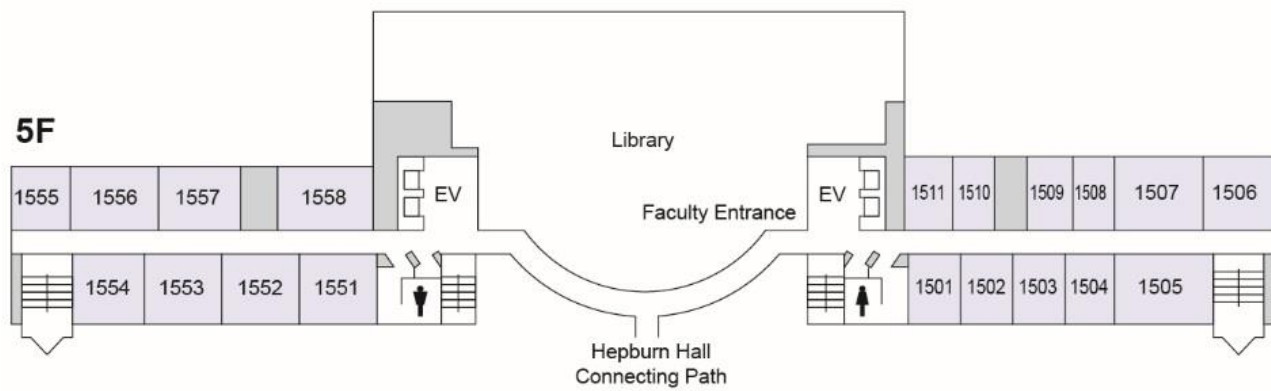 5F
Library
1555
1556
1557
1558
EV
Faculty Entrance
EV
1511
1510
1509
1508
1507
1506
1554
1553
1552
1551
1501
1502
1503
1504
1505
Hepburn Hall
Connecting Path